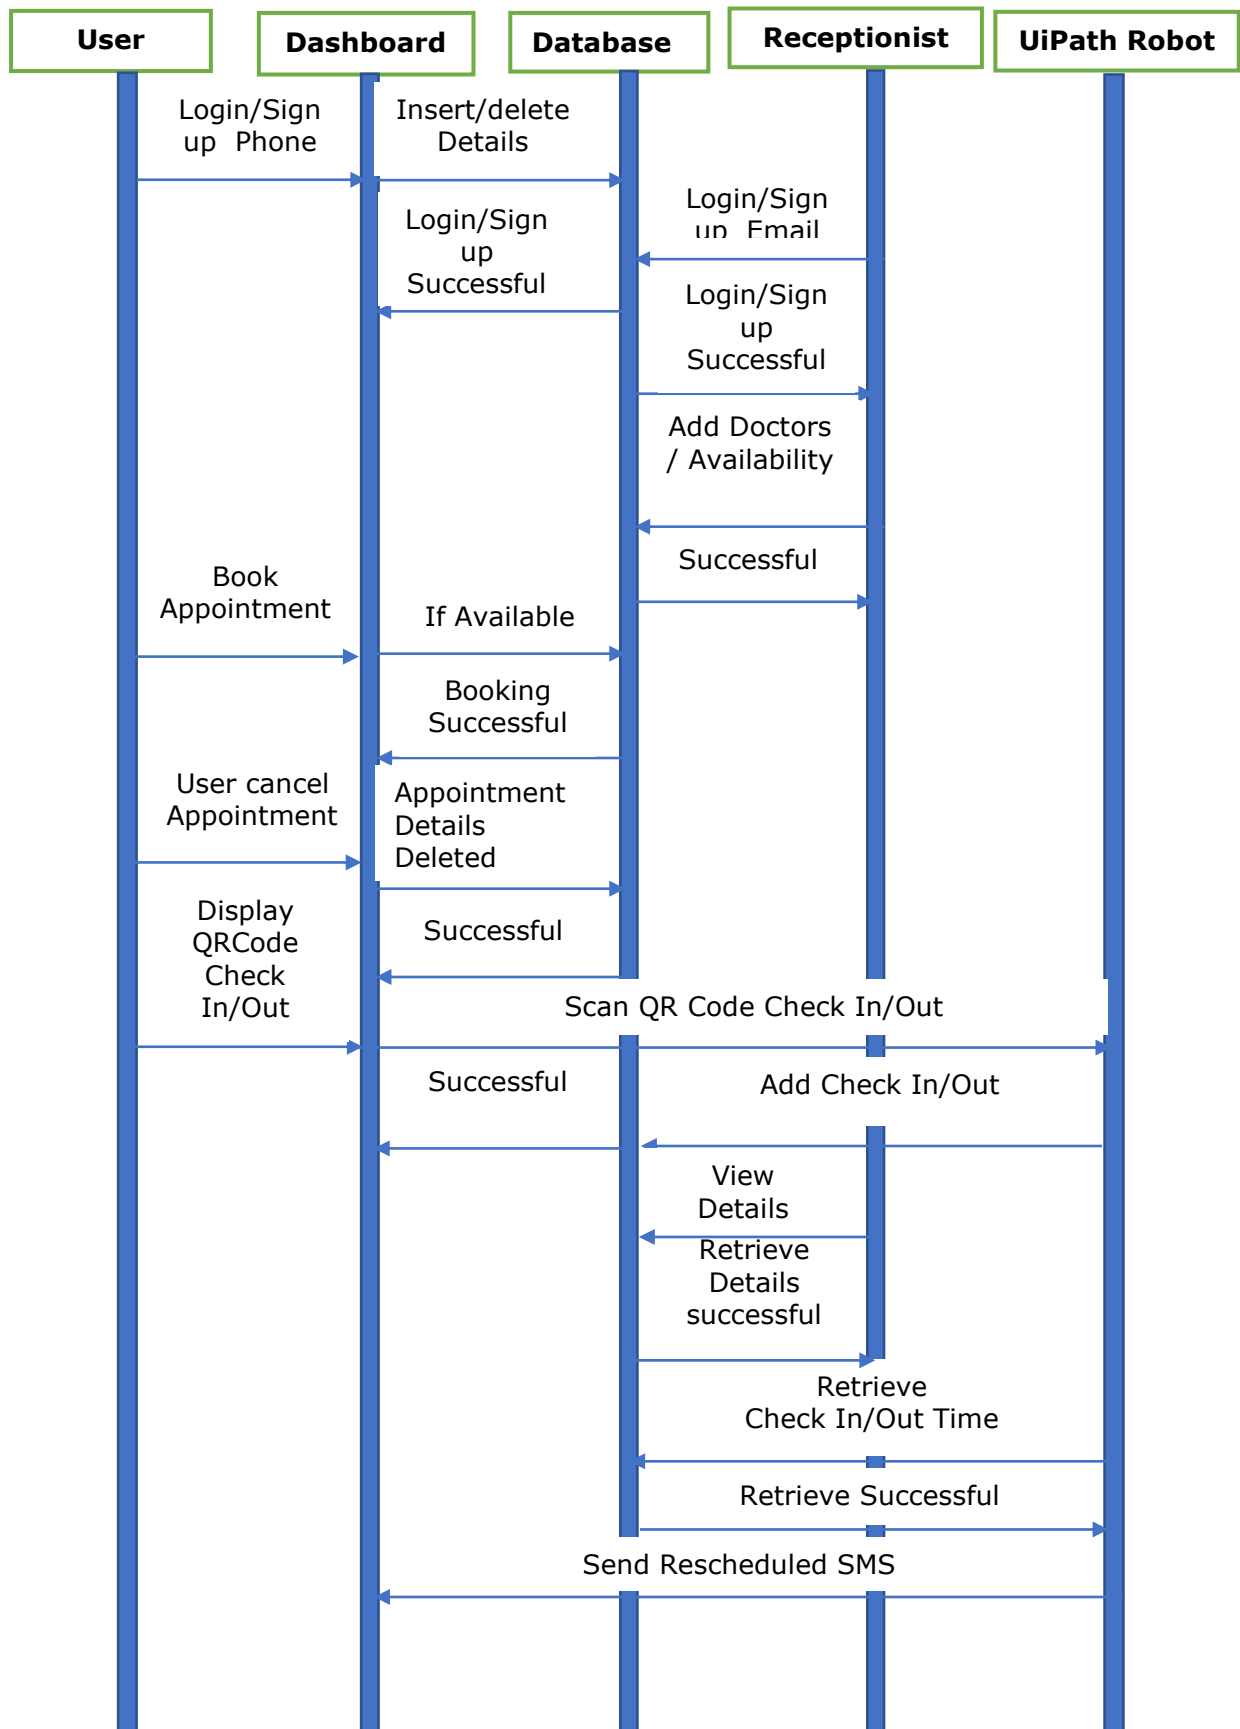 User
Dashboard
Database
Receptionist
UiPath Robot
Login/Sign
up  Phone
Insert/delete
Details
Login/Sign
up  Email
Login/Sign
up
Successful
Login/Sign
up
Successful
Add Doctors
/ Availability
Successful
Book
Appointment
If Available
Booking
Successful
User cancel
Appointment
Appointment
Details
Deleted
Display
QRCode
Check
In/Out
Successful
Scan QR Code Check In/Out
Successful
Add Check In/Out
View
Details
Retrieve
Details
successful
Retrieve
Check In/Out Time
Retrieve Successful
Send Rescheduled SMS